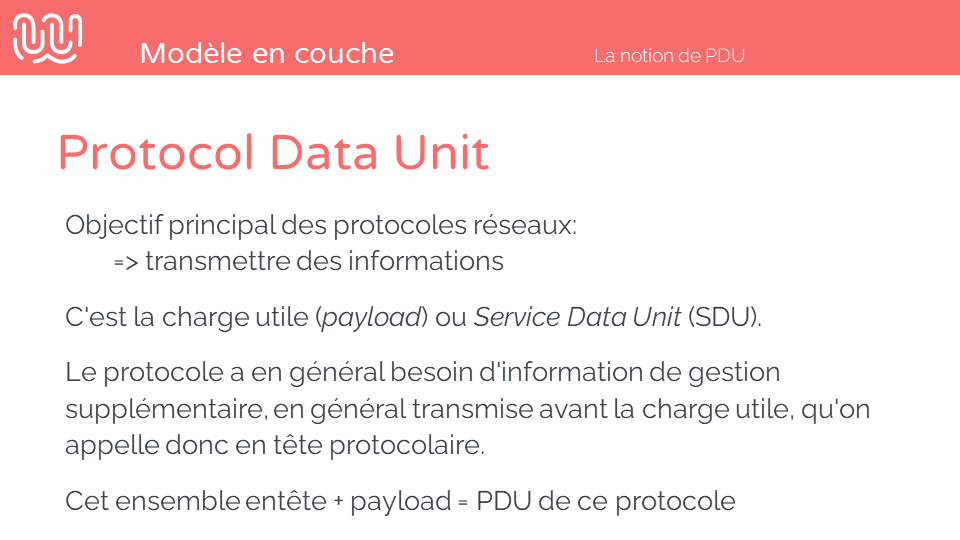 Modèle en couche
La notion de PDU
Protocol Data Unit
Objectif principal des protocoles réseaux:
=> transmettre des informations
C'est la charge utile (payload) ou Service Data Unit (SDU).
Le protocole a en général besoin d'information de gestion
supplémentaire, en général transmise avant la charge utile, qu'on
appelle donc en tête protocolaire.
Cet ensemble entête + payload = PDU de ce protocole